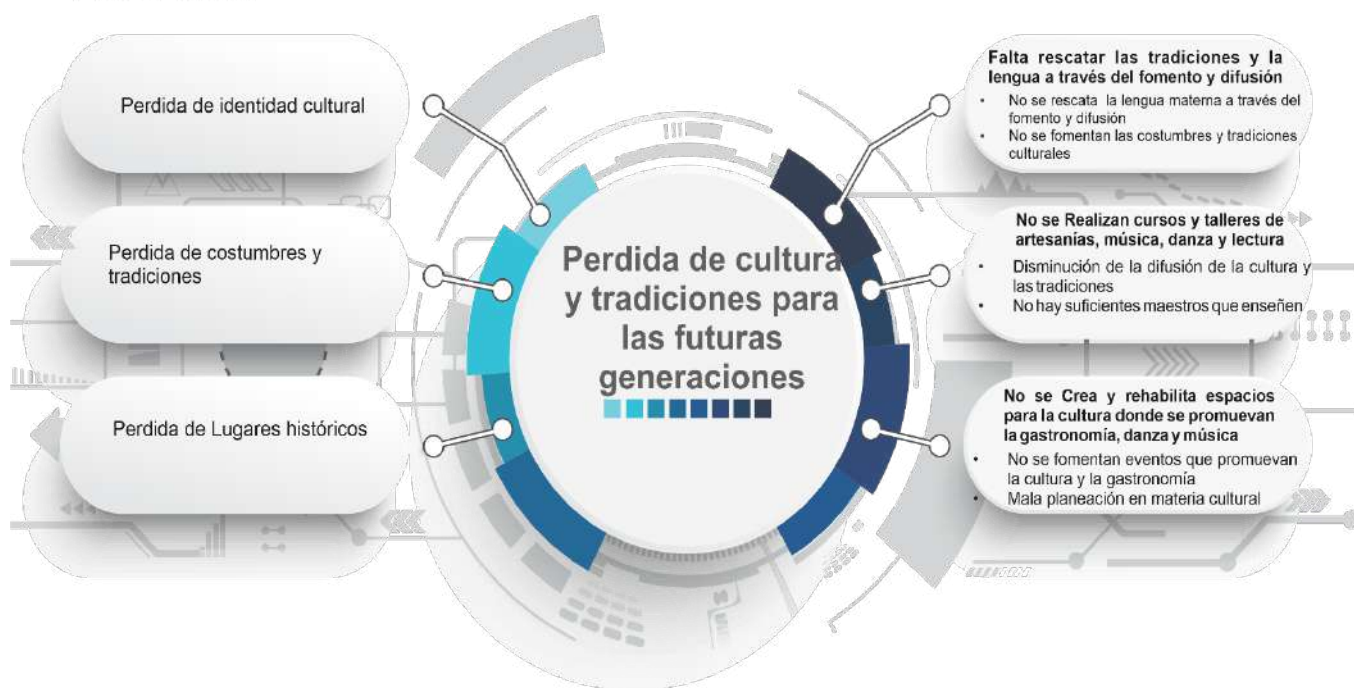 Perdida de identidad cultural
Perdida de costumbres y
tradiciones
Perdida de Lugares históricos
Perdida de cultura
y tradiciones para
las futuras
generaciones
Falta rescatar las tradiciones y la
lengua a través del fomento y difusión
• No se rescata la lengua materna a través del
fomento y difusión
• No se fomentan las costumbres y tradiciones
culturales
No se Realizan cursos y talleres de
artesanías, música, danza y lectura
• Disminución de la difusión de la cultura y
las tradiciones
• No hay suficientes maestros que enseñen
No se Crea y rehabilita espacios
para la cultura donde se promuevan
la gastronomía, danza y música
• No se fomentan eventos que promuevan
la cultura y la gastronomía
• Mala planeación en materia cultural